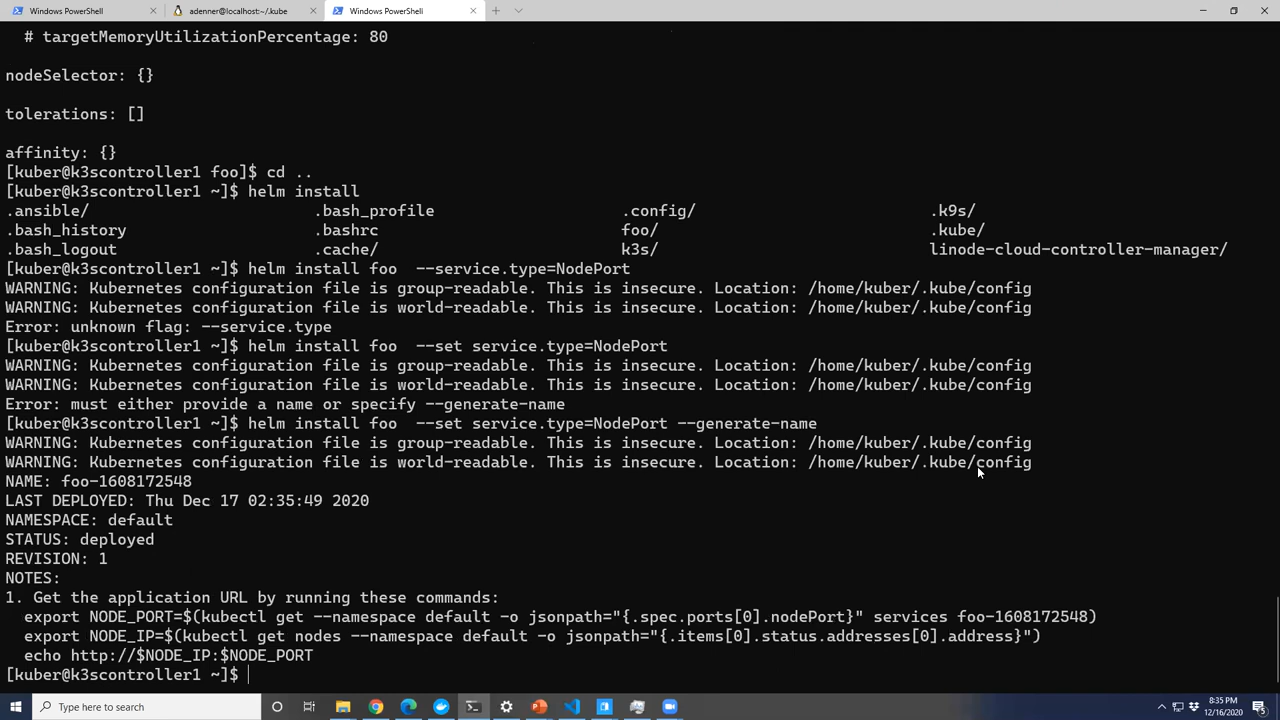 Windows PowerShell
adenner@localhost:~/.kube
Windows PowerShell
# targetMemoryUtilizationPercentage: 80
nodeSelector: {}
tolerations: []
affinity: {}
[kuber@k3scontroller1 foo]$ cd ..
[kuber@k3scontroller1 ~]$ helm install
.ansible/ .bash_profile .config/ .k9s/
.bash_history .bashrc foo/ .kube/
.bash_logout .cache/ k3s/ linode-cloud-controller-manager/
[kuber@k3scontroller1 ~]$ helm install foo  --service.type=NodePort
WARNING: Kubernetes configuration file is group-readable. This is insecure. Location: /home/kuber/.kube/config
WARNING: Kubernetes configuration file is world-readable. This is insecure. Location: /home/kuber/.kube/config
Error: unknown flag: --service.type
[kuber@k3scontroller1 ~]$ helm install foo  --set service.type=NodePort
WARNING: Kubernetes configuration file is group-readable. This is insecure. Location: /home/kuber/.kube/config
WARNING: Kubernetes configuration file is world-readable. This is insecure. Location: /home/kuber/.kube/config
Error: must either provide a name or specify --generate-name
[kuber@k3scontroller1 ~]$ helm install foo  --set service.type=NodePort --generate-name
WARNING: Kubernetes configuration file is group-readable. This is insecure. Location: /home/kuber/.kube/config
WARNING: Kubernetes configuration file is world-readable. This is insecure. Location: /home/kuber/.kube/config
NAME: foo-1608172548
LAST DEPLOYED: Thu Dec 17 02:35:49 2020
NAMESPACE: default
STATUS: deployed
REVISION: 1
NOTES:
1. Get the application URL by running these commands:
export NODE_PORT=$(kubectl get --namespace default -o jsonpath="{.spec.ports[0].nodePort}" services foo-1608172548)
export NODE_IP=$(kubectl get nodes --namespace default -o jsonpath="{.items[0].status.addresses[0].address}")
echo http://$NODE_IP:$NODE_PORT
[kuber@k3scontroller1 ~]$
Type here to search
8:35 PM
12/16/2020